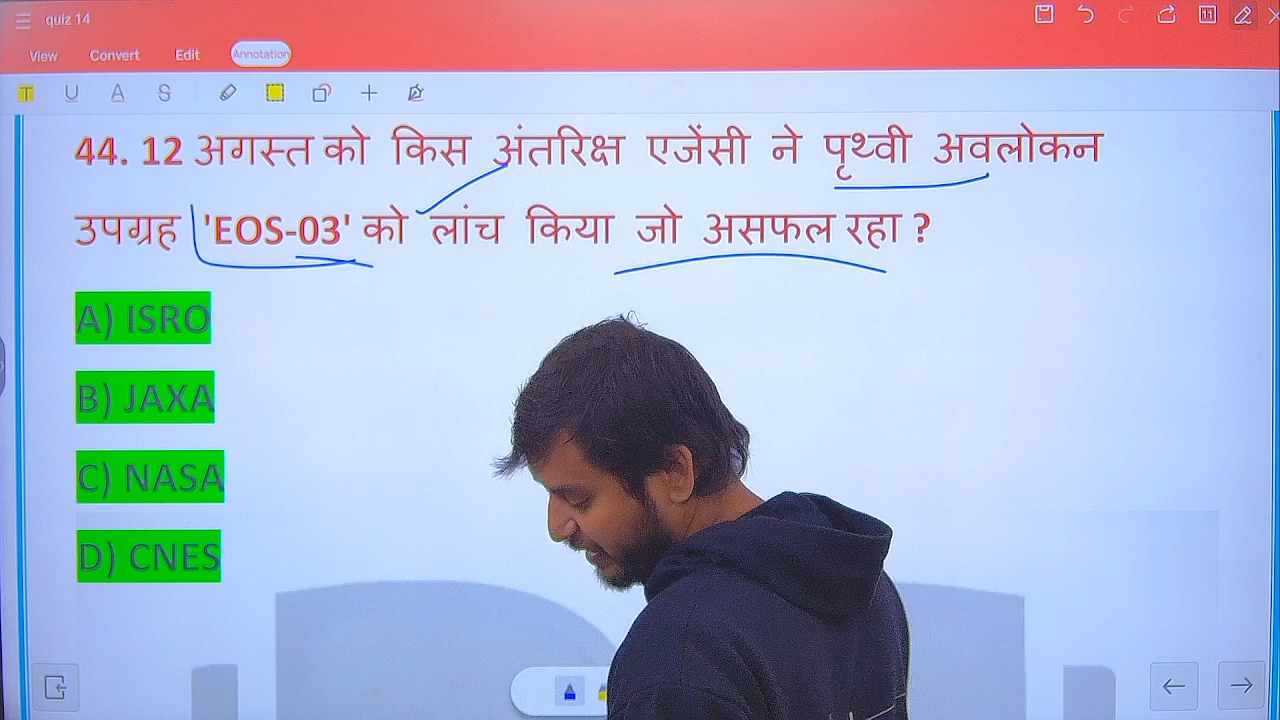 quiz 14
View Convert Edit Annotation
44. 12 अगस्त को किस अंतरिक्ष एजेंसी ने पृथ्वी अवलोकन
उपग्रह 'EOS-03' को लांच किया जो असफल रहा ?
A) ISRO
B) JAXA
C) NASA
D) CNES